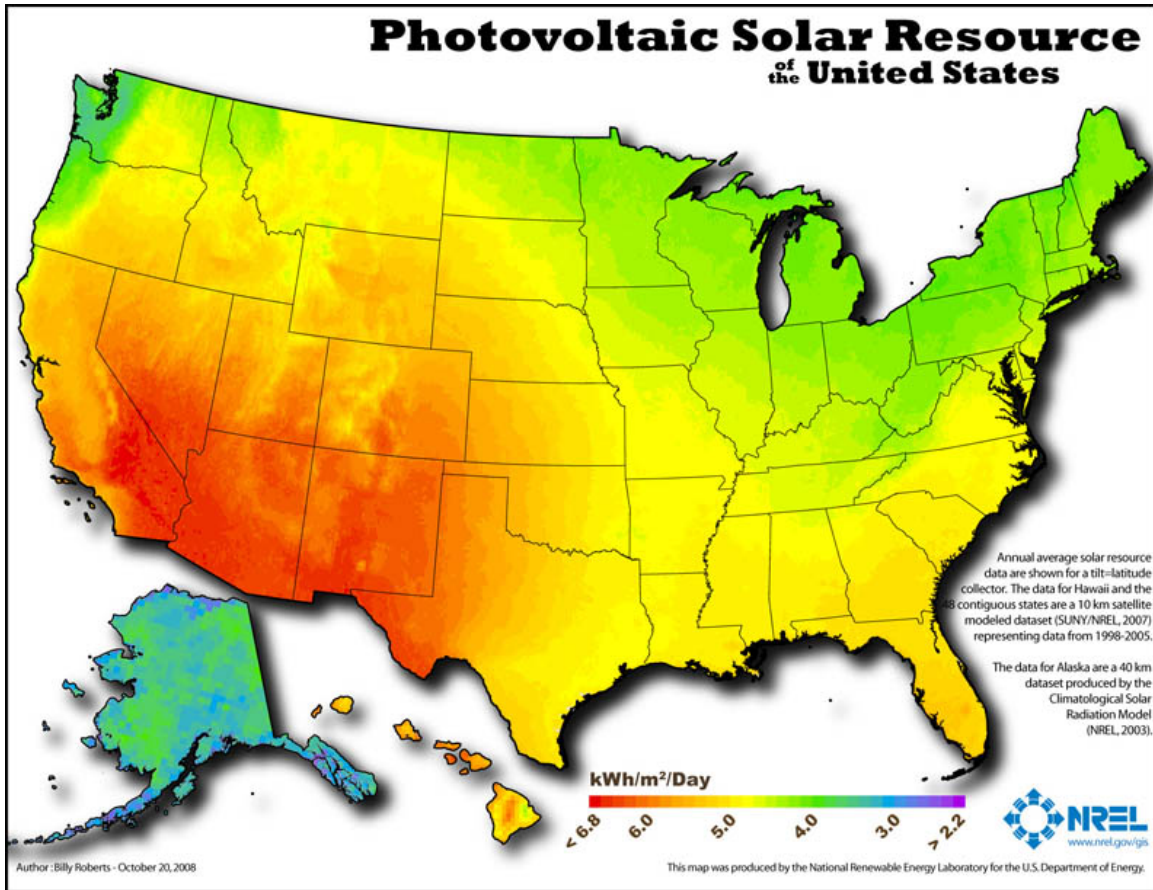 Photovoltaic Solar Resource
of the United States
Annual average solar resource
data are shown for a tilt=latitude
collector. The data for Hawaii and the
48 contiguous states are a 10 km satellite
modeled dataset (SUNY/NREL, 2007)
representing data from 1998-2005.
The data for Alaska are a 40 km
dataset produced by the
Climatological Solar
Radiation Model
(NREL, 2003).
kWh/m²/Day
< 6.8 6.0 5.0 4.0 3.0 > 2.2
NREL
www.nrel.gov/gis
Author : Billy Roberts - October 20, 2008
This map was produced by the National Renewable Energy Laboratory for the U.S. Department of Energy.